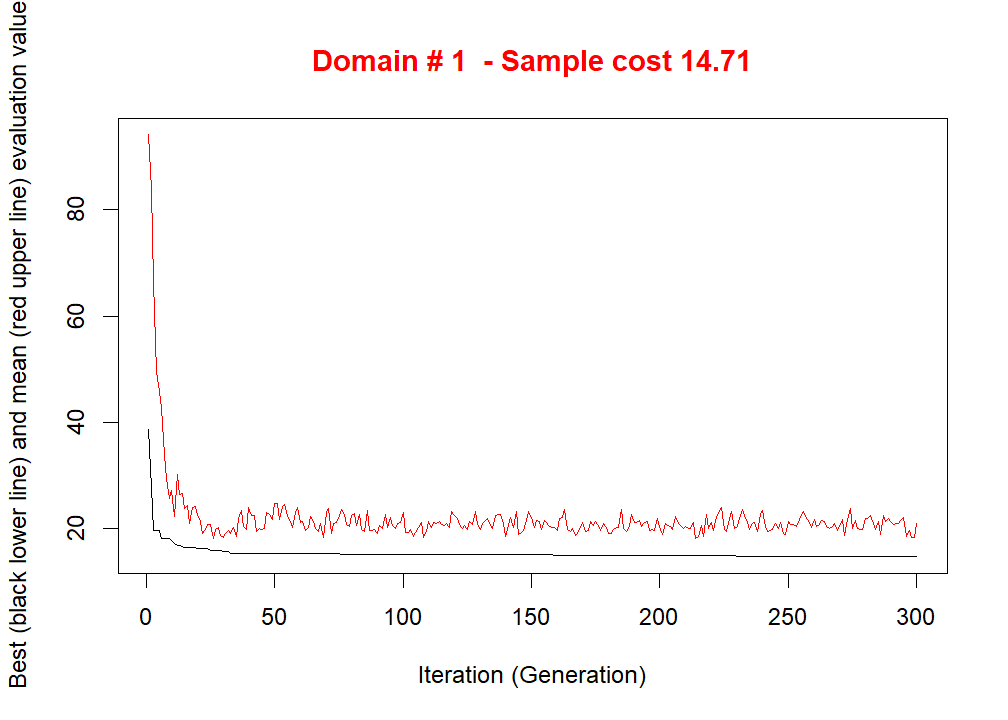 Domain # 1  - Sample cost 14.71
Best (black lower line) and mean (red upper line) evaluation value
80
60
40
20
0 50 100 150 200 250 300
Iteration (Generation)